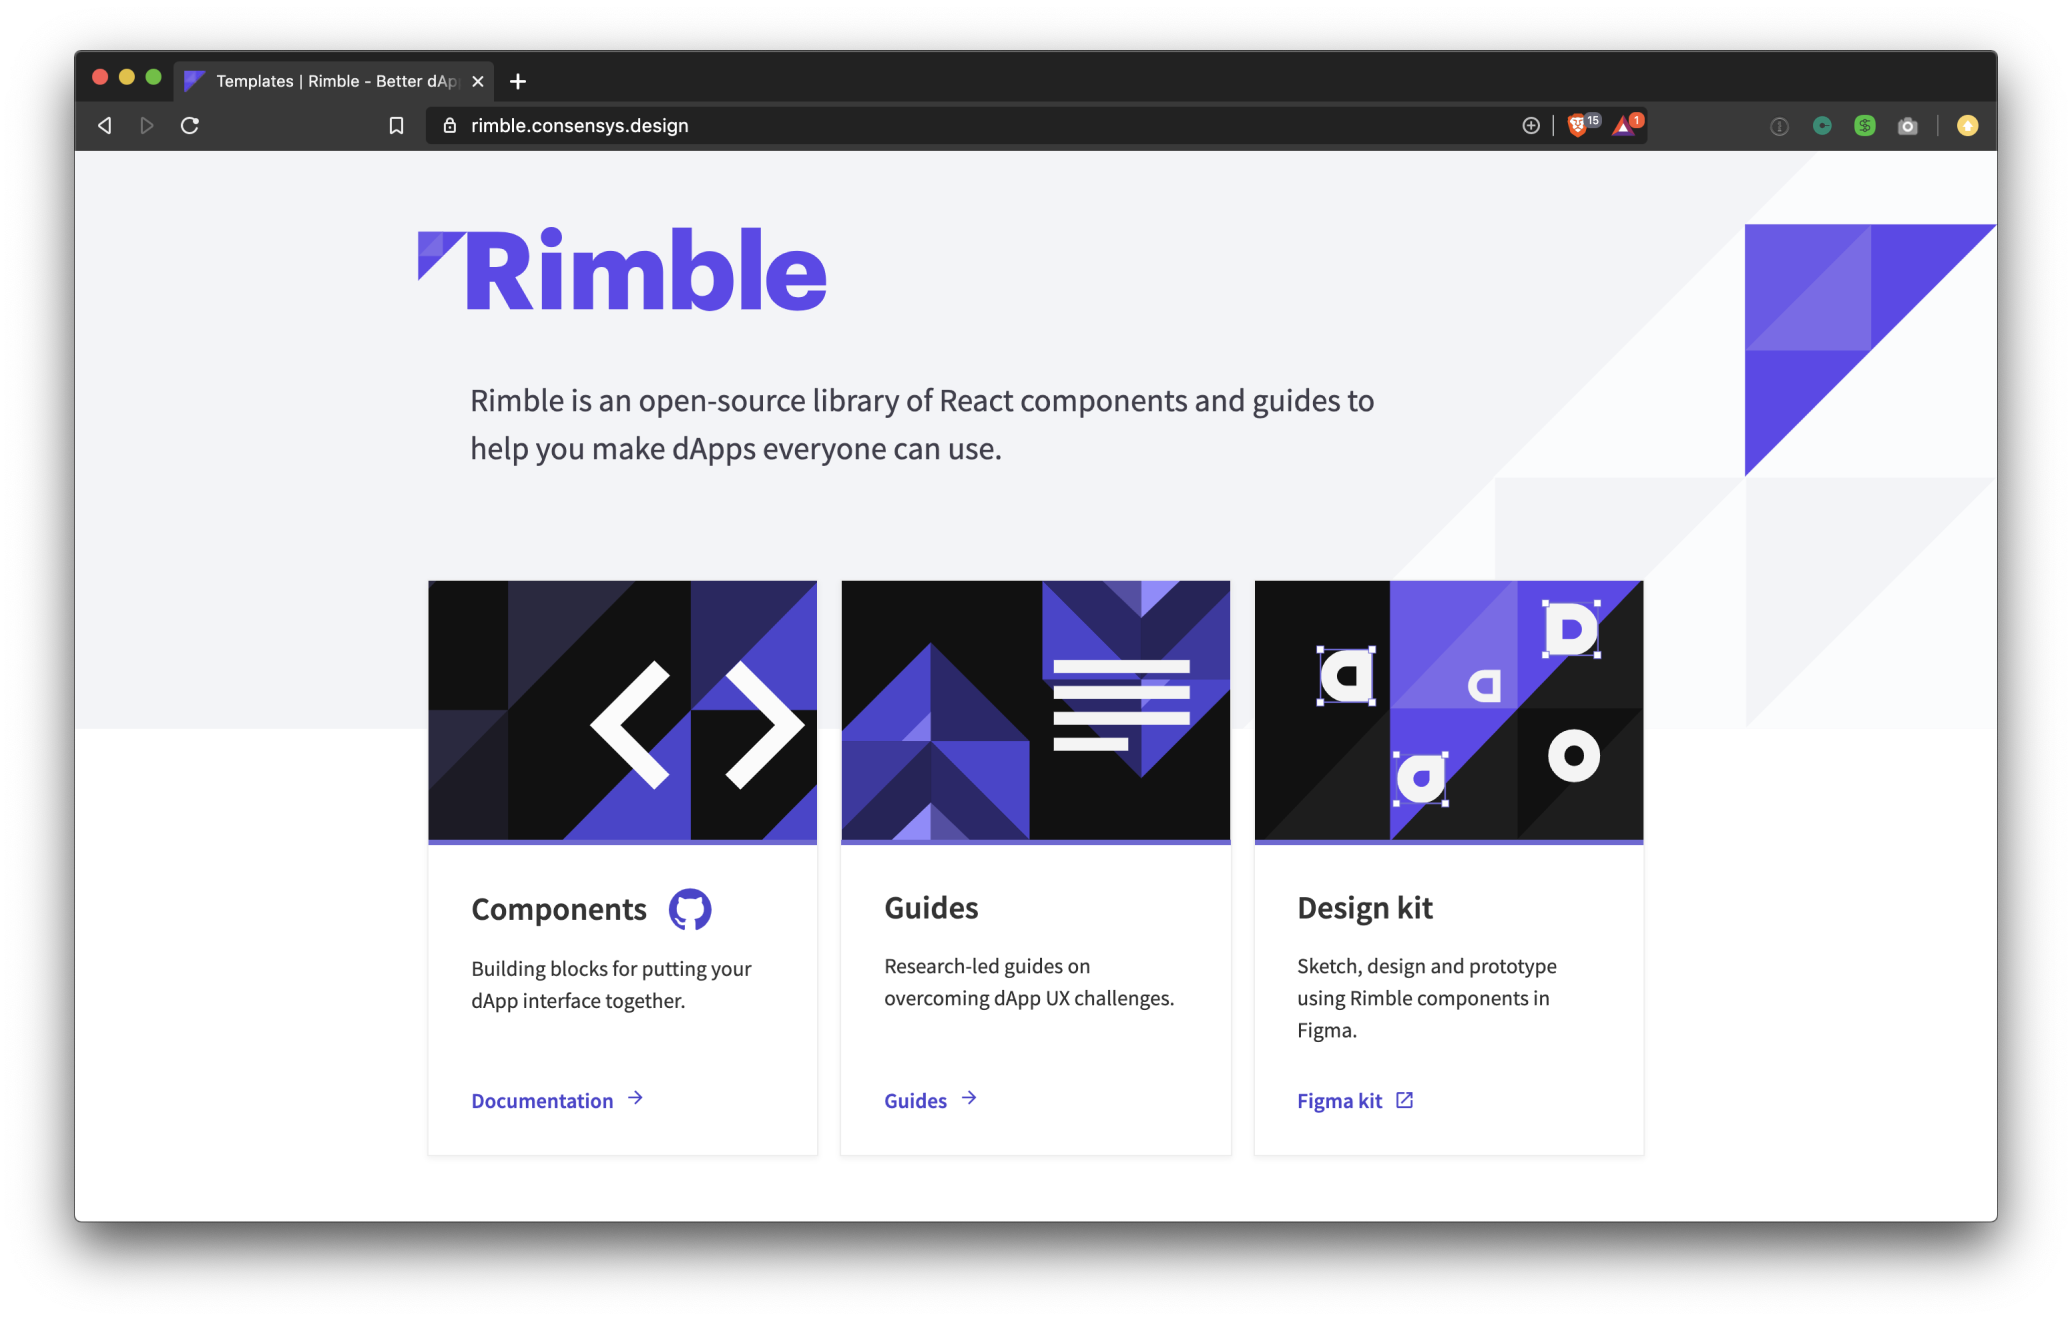 Templates | Rimble - Better dAp
rimble.consensys.design
15
1
Rimble
Rimble is an open-source library of React components and guides to
help you make dApps everyone can use.
a
a
D
a
o
Components
Building blocks for putting your
dApp interface together.
Documentation
Guides
Research-led guides on
overcoming dApp UX challenges.
Guides
Design kit
Sketch, design and prototype
using Rimble components in
Figma.
Figma kit